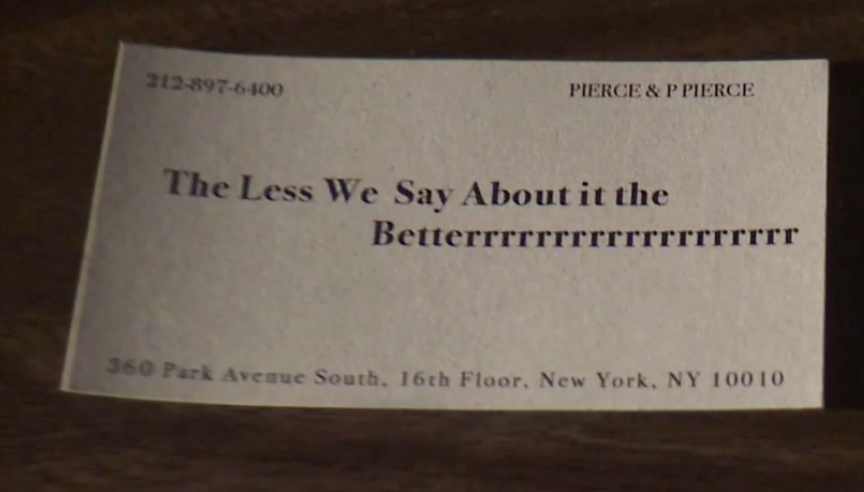 212-897-6400 PIERCE & P PIERCE
The Less We Say About it the
Betterrrrrrrrrrrrrrrrrrr
360 Park Avenue South, 16th Floor, New York, NY 10010